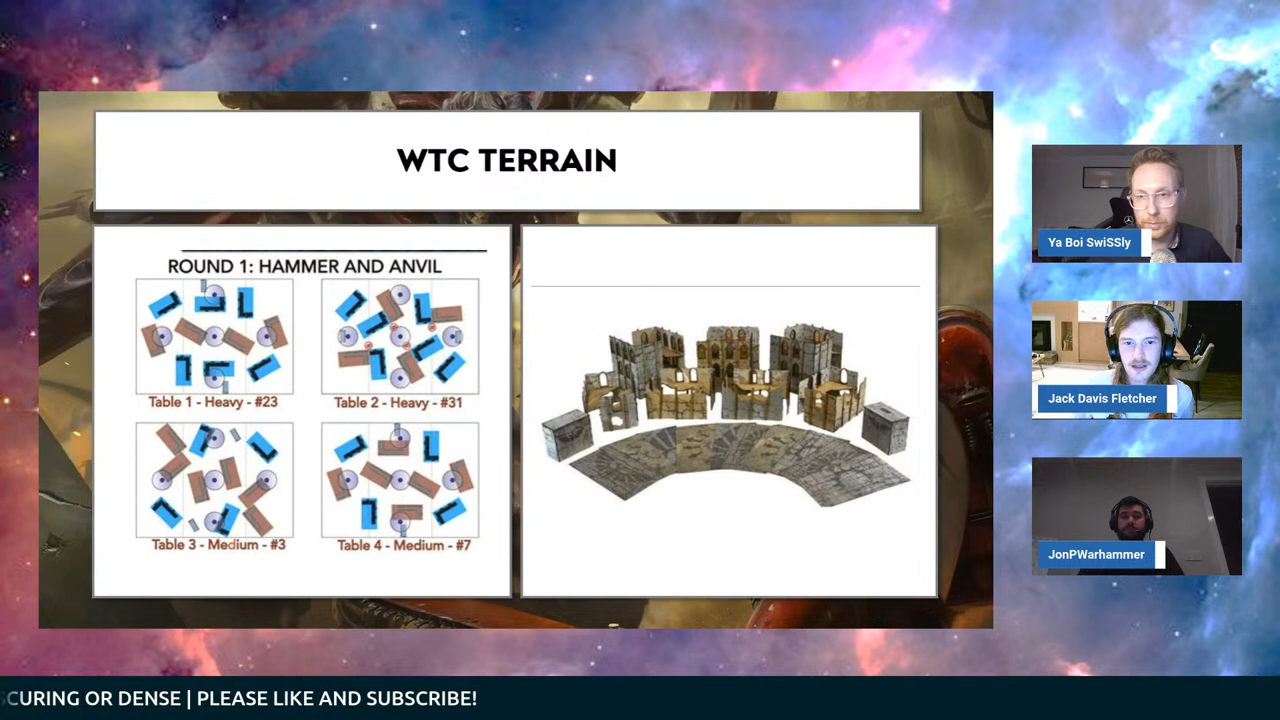 WTC TERRAIN
ROUND 1: HAMMER AND ANVIL
Table 1 - Heavy - #23
Table 2 - Heavy - #31
Table 3 - Medium - #3
Table 4 - Medium - #7
Ya Boi SwiSSly
Jack Davis Fletcher
JonPWarhammer
SCURING OR DENSE | PLEASE LIKE AND SUBSCRIBE!